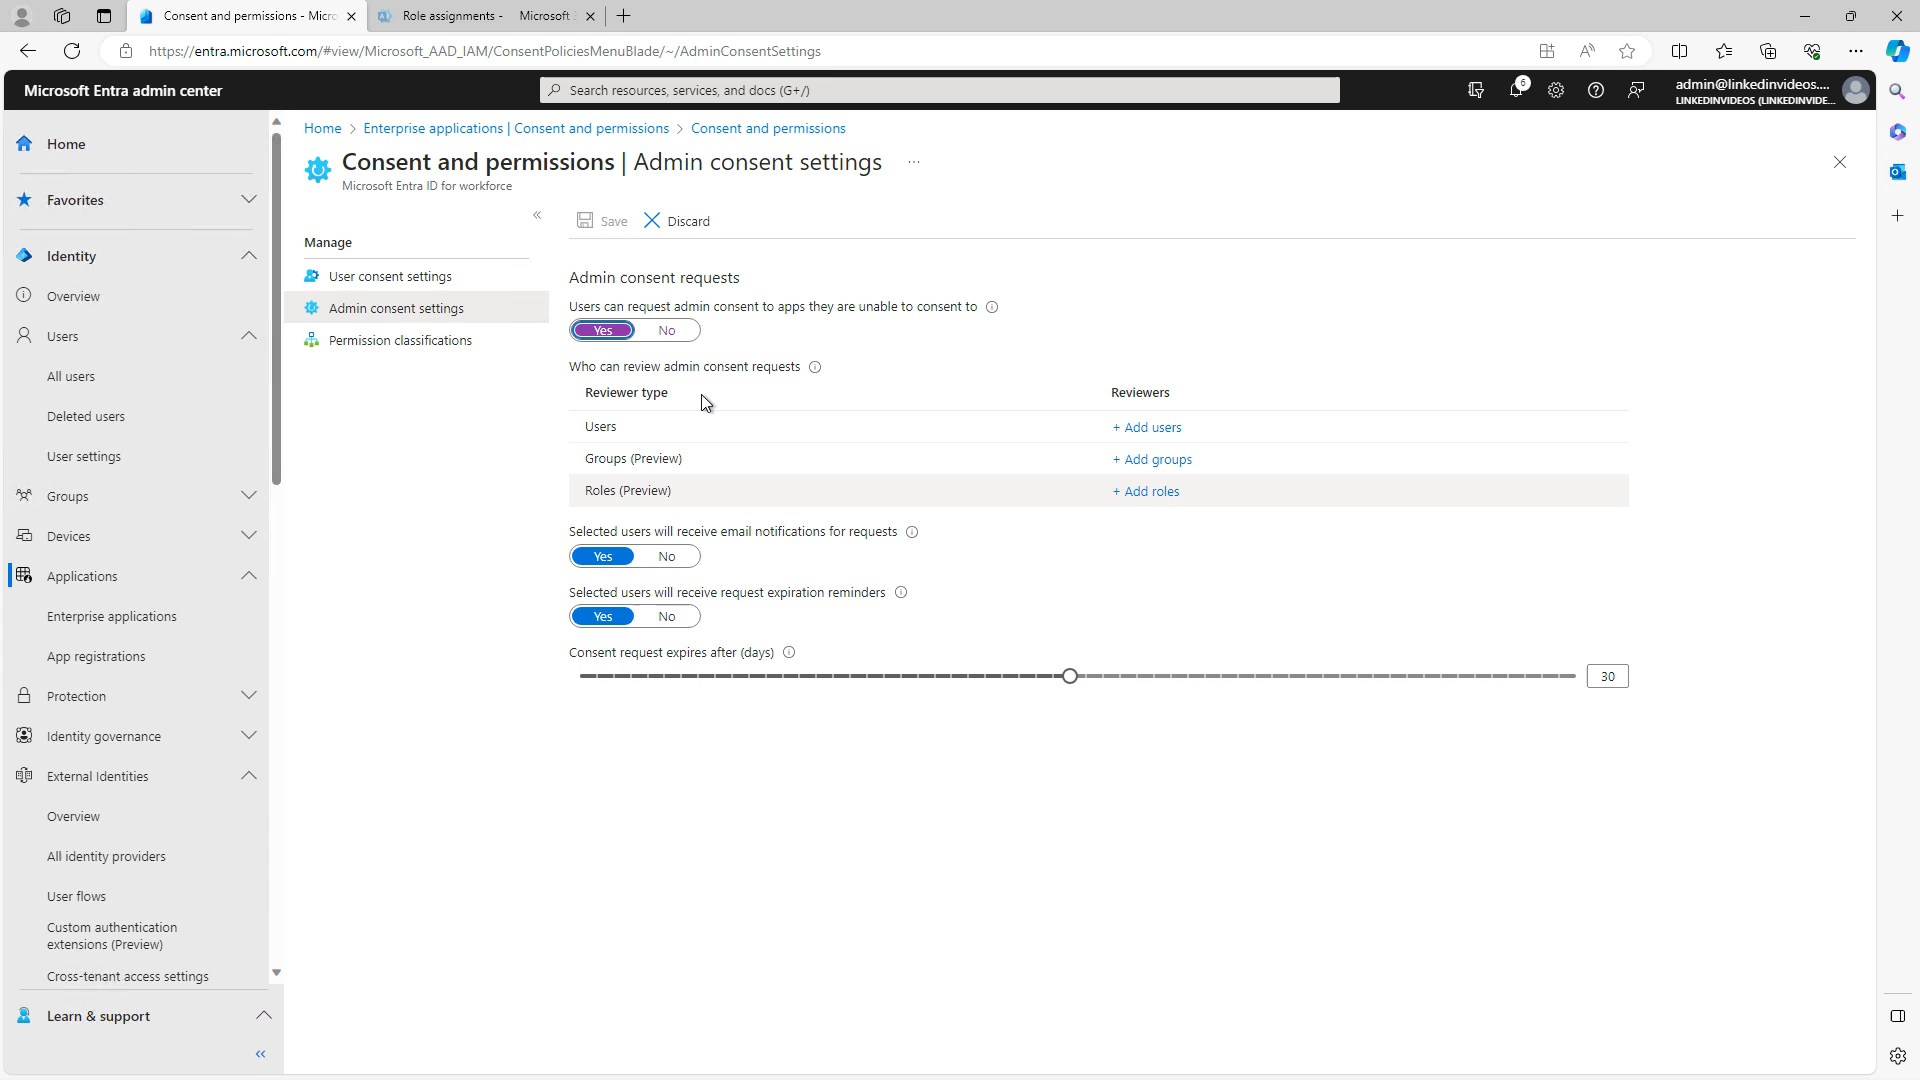 Consent and permissions - Micro
Role assignments - Microsoft
https://entra.microsoft.com/#view/Microsoft_AAD_IAM/ConsentPoliciesMenuBlade/~/AdminConsentSettings
Microsoft Entra admin center
Search resources, services, and docs (G+/)
6
admin@linkedinvideos....
LINKEDINVIDEOS (LINKEDINVIDE...
Home
Favorites
Identity
Overview
Users
All users
Deleted users
User settings
Groups
Devices
Applications
Enterprise applications
App registrations
Protection
Identity governance
External Identities
Overview
All identity providers
User flows
Custom authentication
extensions (Preview)
Cross-tenant access settings
Learn & support
Home > Enterprise applications | Consent and permissions > Consent and permissions
Consent and permissions | Admin consent settings ...
Microsoft Entra ID for workforce
Manage
User consent settings
Admin consent settings
Permission classifications
Save Discard
Admin consent requests
Users can request admin consent to apps they are unable to consent to
Yes No
Who can review admin consent requests
Reviewer type Reviewers
Users + Add users
Groups (Preview) + Add groups
Roles (Preview) + Add roles
Selected users will receive email notifications for requests
Yes No
Selected users will receive request expiration reminders
Yes No
Consent request expires after (days)
30